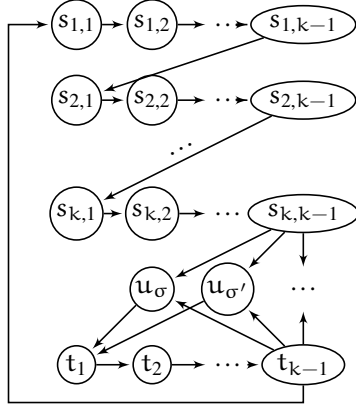 s1,1 s1,2 ⋯ s1,k−1
s2,1 s2,2 ⋯ s2,k−1
⋯
sk,1 sk,2 ⋯ sk,k−1
uσ uσ′ ⋯
t1 t2 ⋯ tk−1